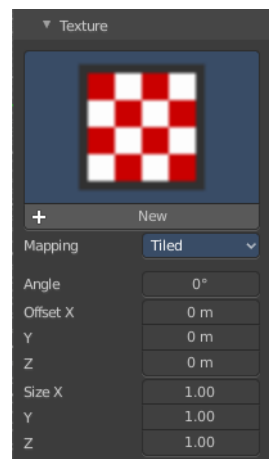 Texture
New
Mapping Tiled
Angle 0°
Offset X 0 m
Y 0 m
Z 0 m
Size X 1.00
Y 1.00
Z 1.00